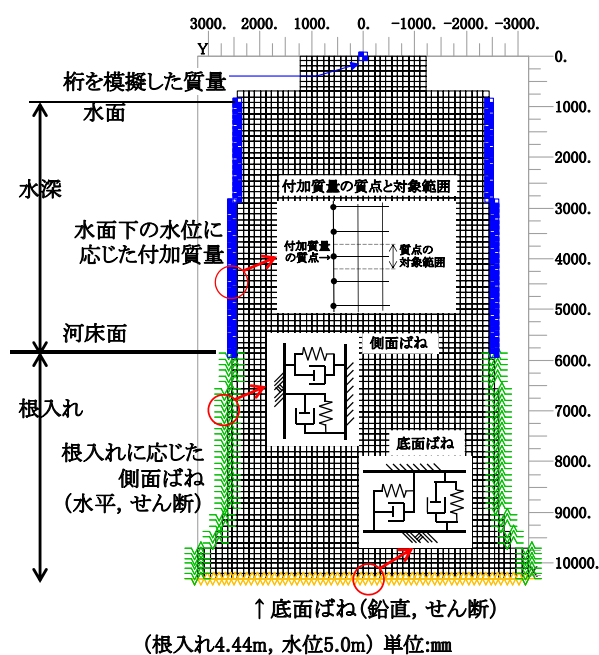 3000. 2000. 1000. 0. -1000. -2000. -3000.
Y
0.
桁を模擬した質量
1000.
水面
2000.
付加質量の質点と対象範囲
水深
3000.
水面下の水位に
応じた付加質量
付加質量
の質点→
質点の
対象範囲
4000.
5000.
河床面
側面ばね
6000.
根入れ
7000.
底面ばね
根入れに応じた
側面ばね
(水平, せん断)
8000.
9000.
10000.
↑底面ばね(鉛直, せん断)
(根入れ4.44m, 水位5.0m) 単位:mm